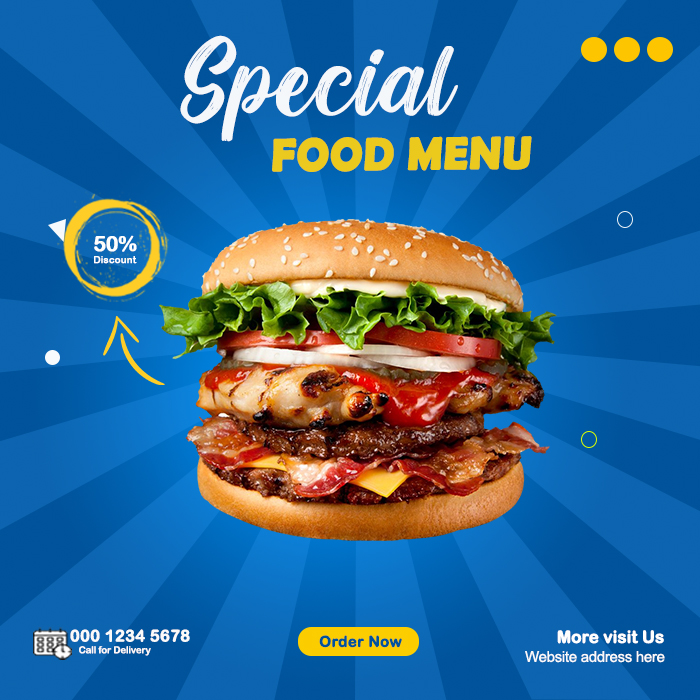 Special
FOOD MENU
50%
Discount
000 1234 5678
Call for Delivery
Order Now
More visit Us
Website address here